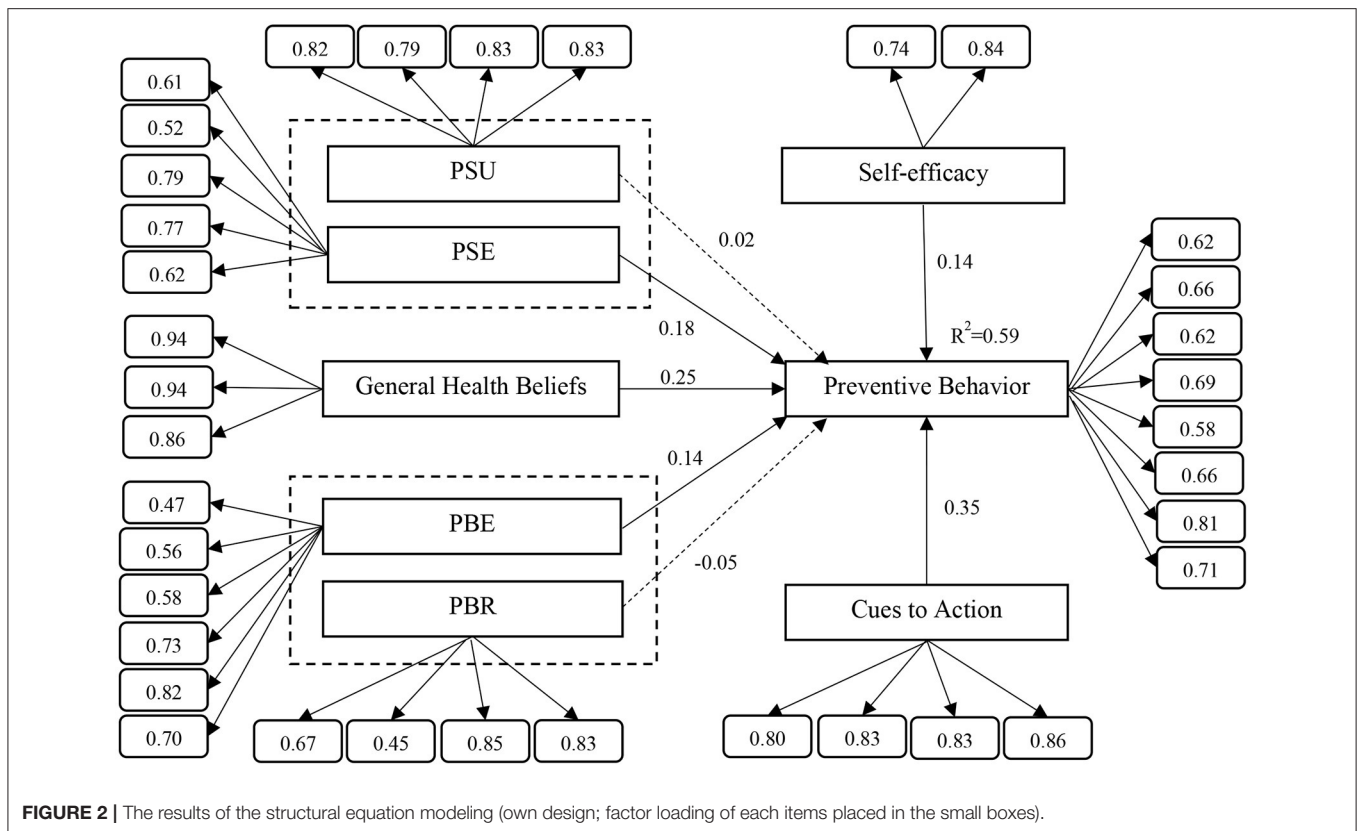 0.82 0.79 0.83 0.83
0.74 0.84
0.61
0.52
0.79
0.77
0.62
PSU
PSE
Self-efficacy
0.02
0.14
0.18
R²=0.59
0.62
0.66
0.62
0.69
0.58
0.66
0.81
0.71
0.94
0.94
0.86
General Health Beliefs
0.25
Preventive Behavior
0.14
0.47
0.56
0.58
0.73
0.82
0.70
PBE
PBR
-0.05
0.35
Cues to Action
0.67 0.45 0.85 0.83
0.80 0.83 0.83 0.86
FIGURE 2 | The results of the structural equation modeling (own design; factor loading of each items placed in the small boxes).